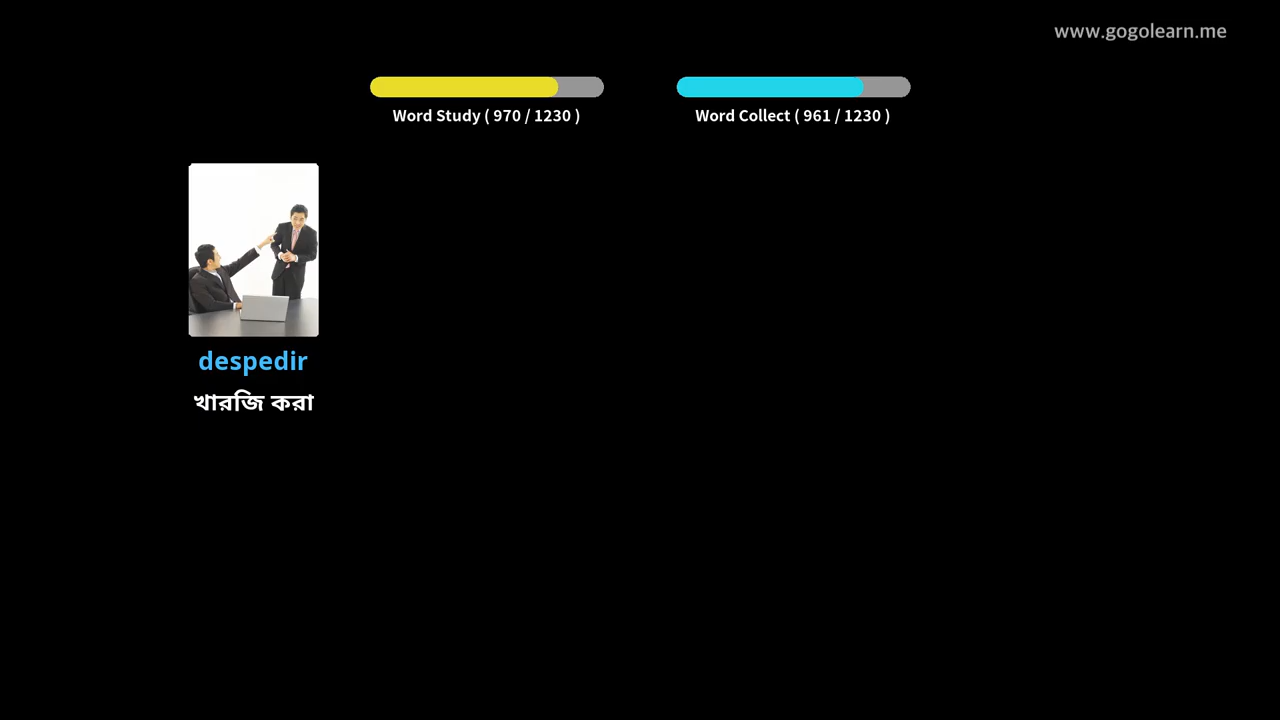 www.gogolearn.me
Word Study ( 970 / 1230 )
Word Collect ( 961 / 1230 )
despedir
খারজি করা